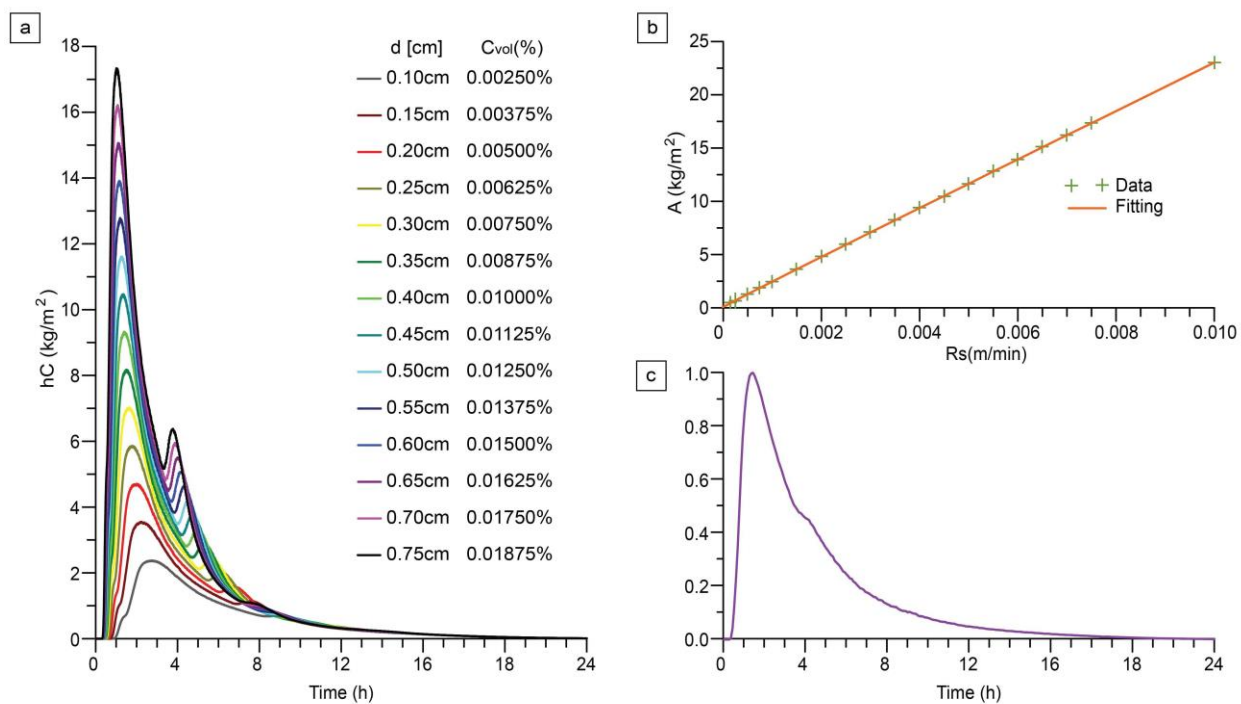 a
18
16
14
12
10
8
6
4
2
0
hC (kg/m²)
0 4 8 12 16 20 24
Time (h)
d [cm] Cvol(%)
0.10cm 0.00250%
0.15cm 0.00375%
0.20cm 0.00500%
0.25cm 0.00625%
0.30cm 0.00750%
0.35cm 0.00875%
0.40cm 0.01000%
0.45cm 0.01125%
0.50cm 0.01250%
0.55cm 0.01375%
0.60cm 0.01500%
0.65cm 0.01625%
0.70cm 0.01750%
0.75cm 0.01875%
b
25
20
15
10
5
0
A (kg/m²)
0 0.002 0.004 0.006 0.008 0.010
Rs(m/min)
Data
Fitting
c
1.0
0.8
0.6
0.4
0.2
0.0
0 4 8 12 16 20 24
Time (h)